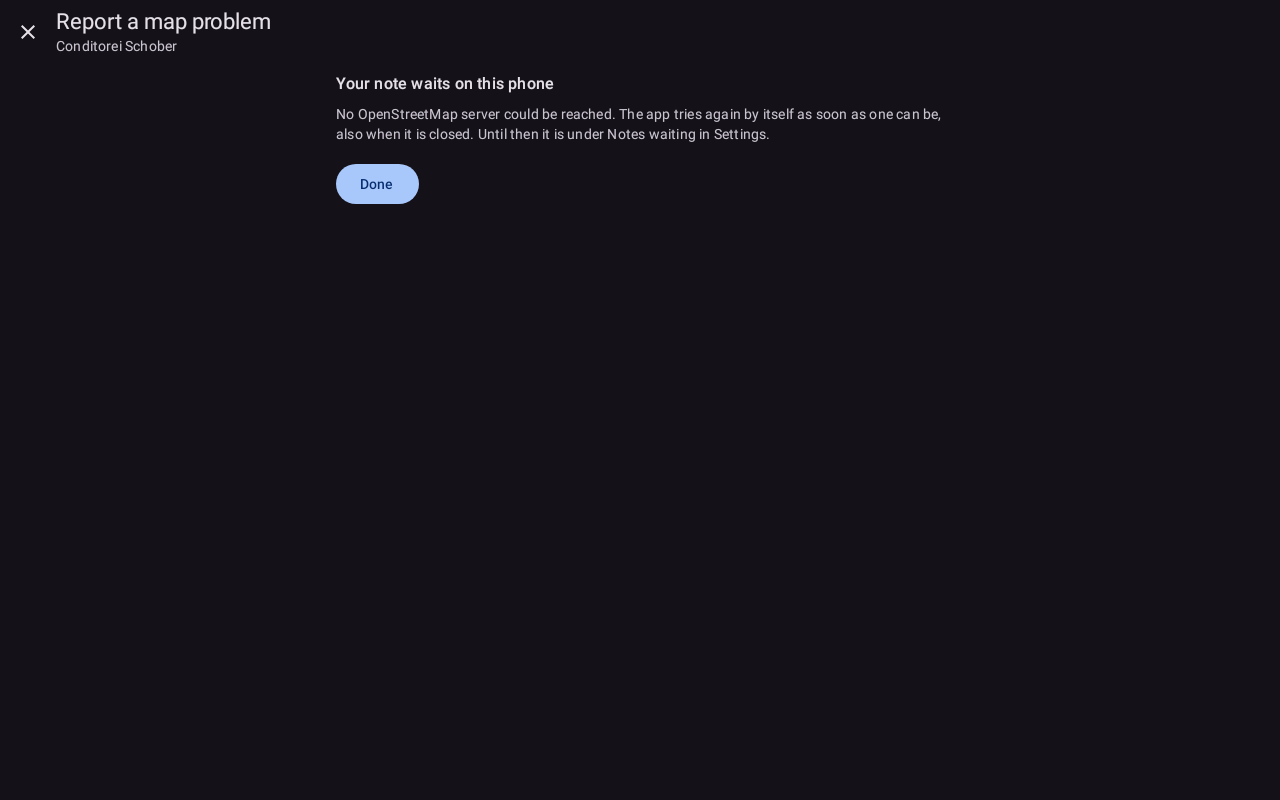 Report a map problem
Conditorei Schober
Your note waits on this phone
No OpenStreetMap server could be reached. The app tries again by itself as soon as one can be,
also when it is closed. Until then it is under Notes waiting in Settings.
Done